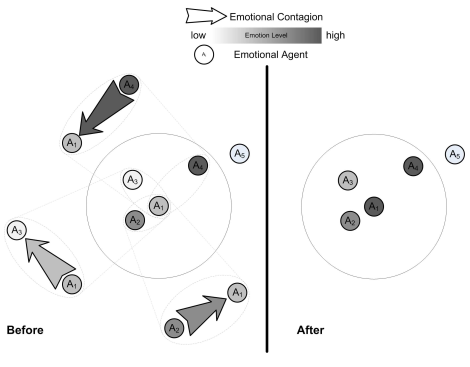 Emotional Contagion
low Emotion Level high
A Emotional Agent
A4
A1
A5
A4
A3
A1
A2
A3
A1
A1
A2
Before
A5
A4
A3
A1
A2
After